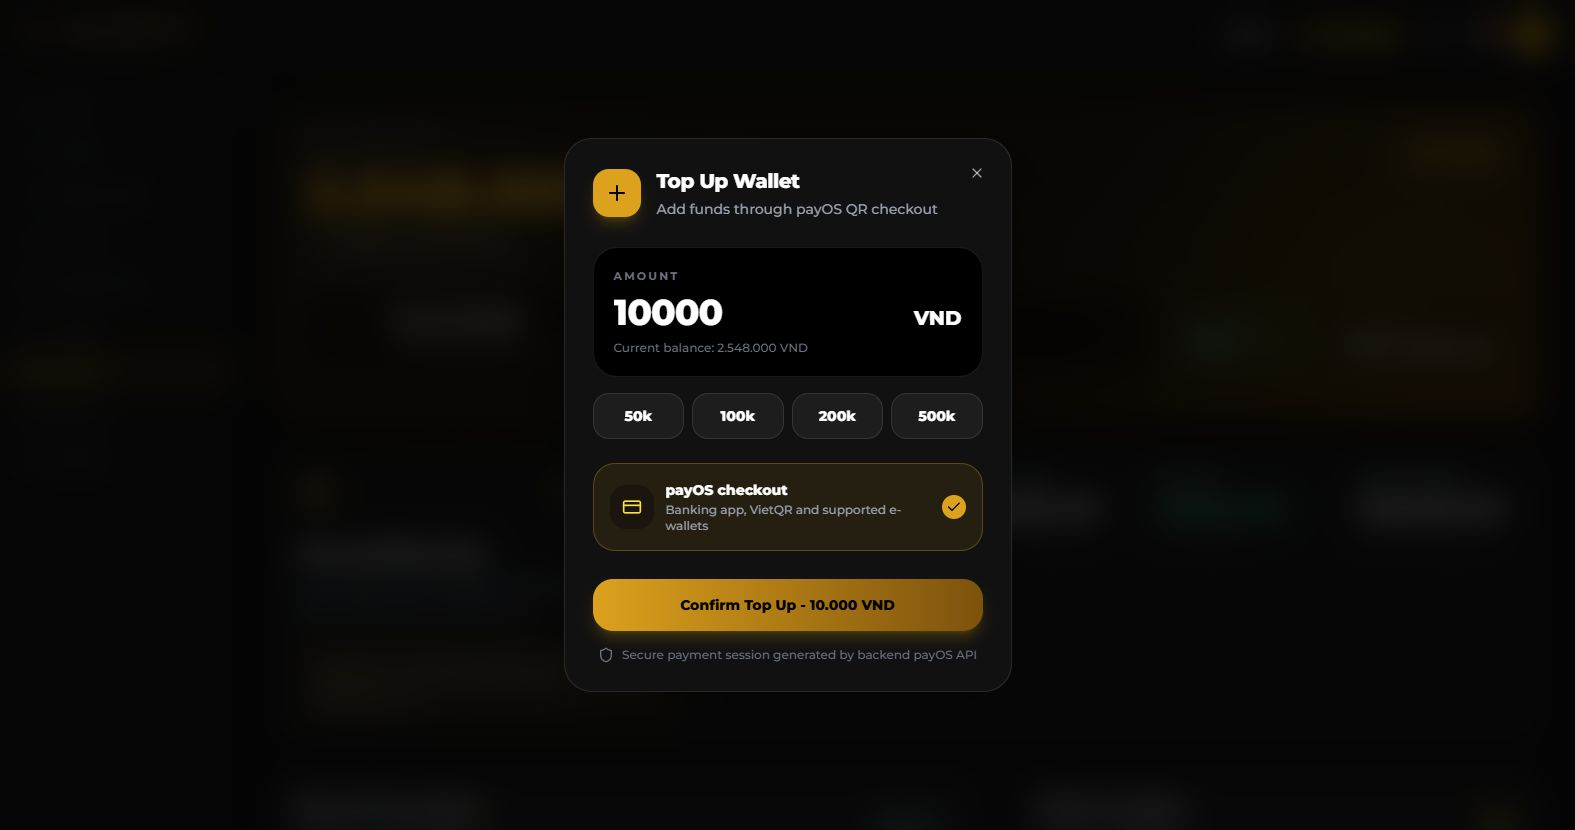 Top Up Wallet
Add funds through payOS QR checkout
AMOUNT
10000
VND
Current balance: 2.548.000 VND
50k
100k
200k
500k
payOS checkout
Banking app, VietQR and supported e-
wallets
Confirm Top Up - 10.000 VND
Secure payment session generated by backend payOS API